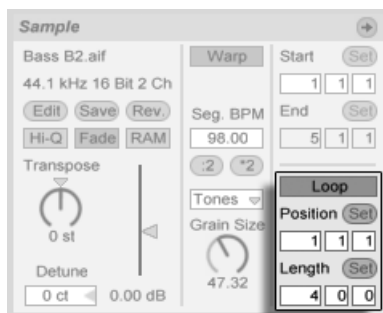 Sample
Bass B2.aif
44.1 kHz 16 Bit 2 Ch
Edit Save Rev.
Hi-Q Fade RAM
Transpose
0 st
Detune
0 ct 0.00 dB
Warp
Seg. BPM
98.00
:2 *2
Tones
Grain Size
47.32
Start Set
1 1 1
End Set
5 1 1
Loop
Position Set
1 1 1
Length Set
4 0 0